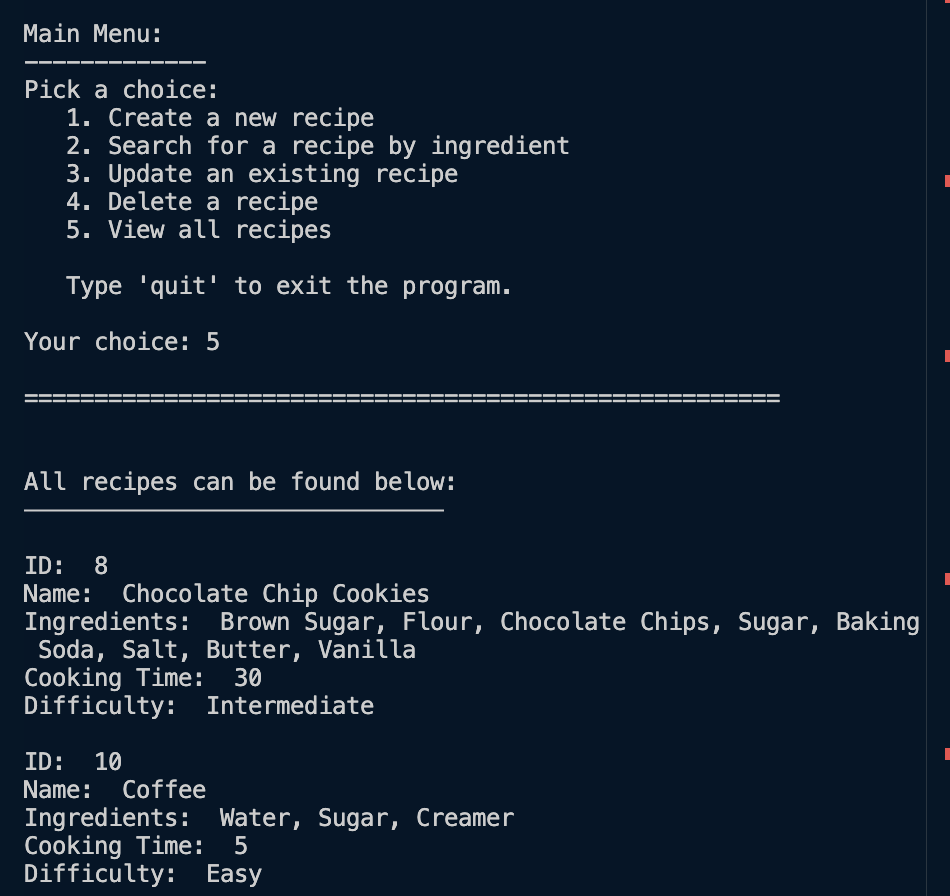 Main Menu:
-------------
Pick a choice:
   1. Create a new recipe
   2. Search for a recipe by ingredient
   3. Update an existing recipe
   4. Delete a recipe
   5. View all recipes

   Type 'quit' to exit the program.

Your choice: 5

======================================================


All recipes can be found below:
______________________________

ID:  8
Name:  Chocolate Chip Cookies
Ingredients:  Brown Sugar, Flour, Chocolate Chips, Sugar, Baking
 Soda, Salt, Butter, Vanilla
Cooking Time:  30
Difficulty:  Intermediate

ID:  10
Name:  Coffee
Ingredients:  Water, Sugar, Creamer
Cooking Time:  5
Difficulty:  Easy